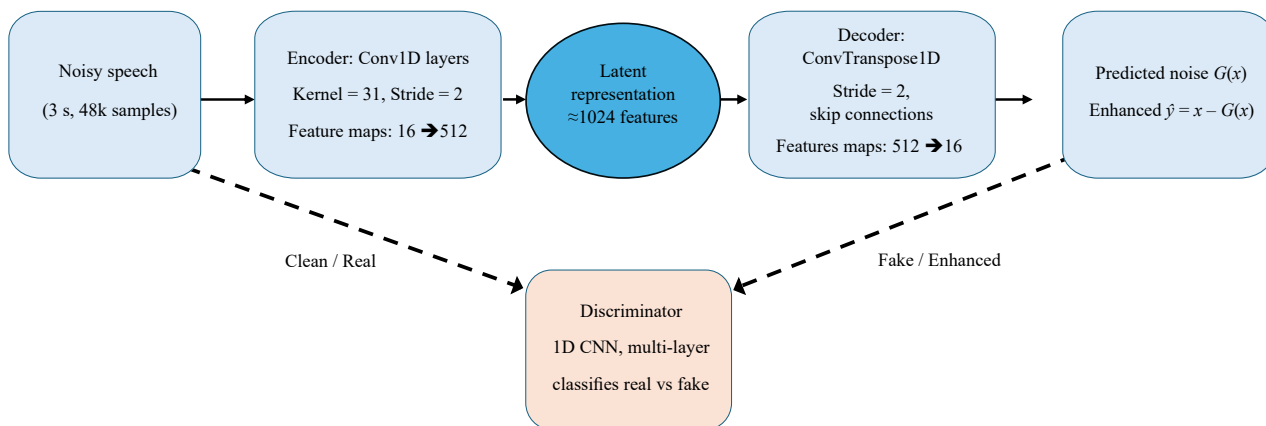 Noisy speech
(3 s, 48k samples)
Encoder: Conv1D layers
Kernel = 31, Stride = 2
Feature maps: 16 ➔512
Latent
representation
≈1024 features
Decoder:
ConvTranspose1D
Stride = 2,
skip connections
Features maps: 512 ➔16
Predicted noise G(x)
Enhanced ŷ = x – G(x)
Clean / Real
Fake / Enhanced
Discriminator
1D CNN, multi-layer
classifies real vs fake